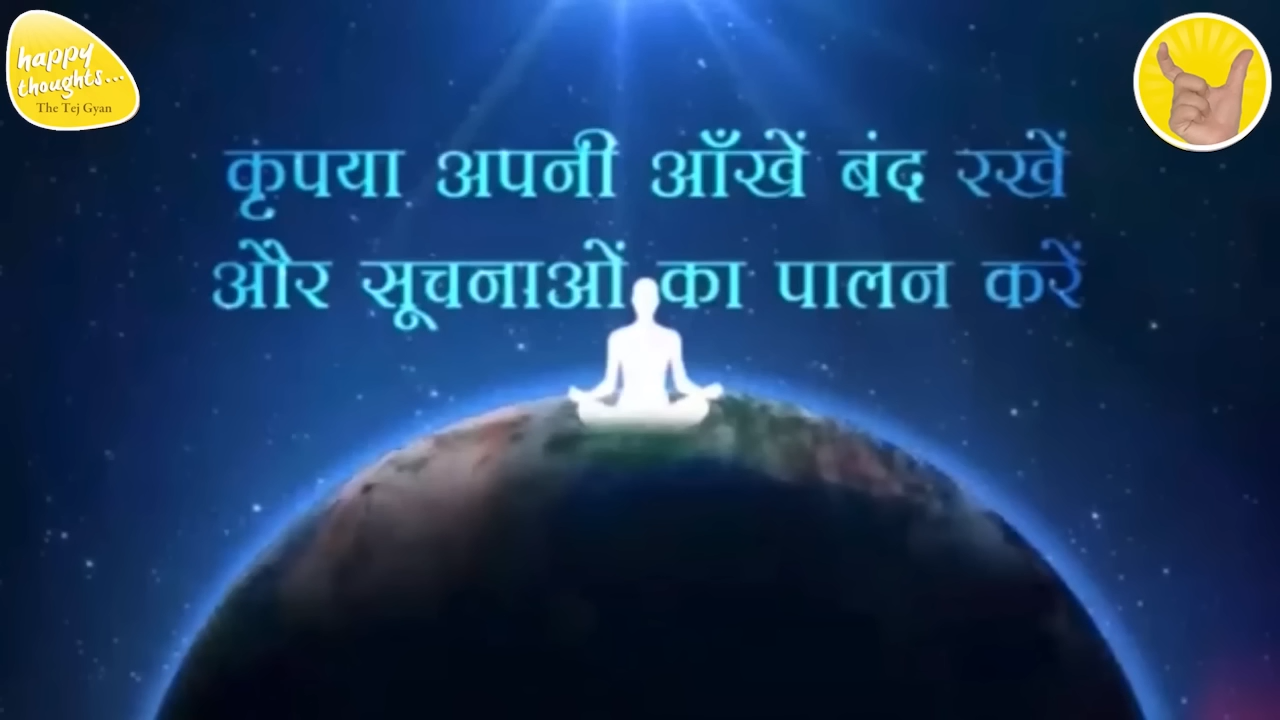 happy
thoughts...
The Tej Gyan
कृपया अपनी आँखें बंद रखें
और सूचनाओं का पालन करें